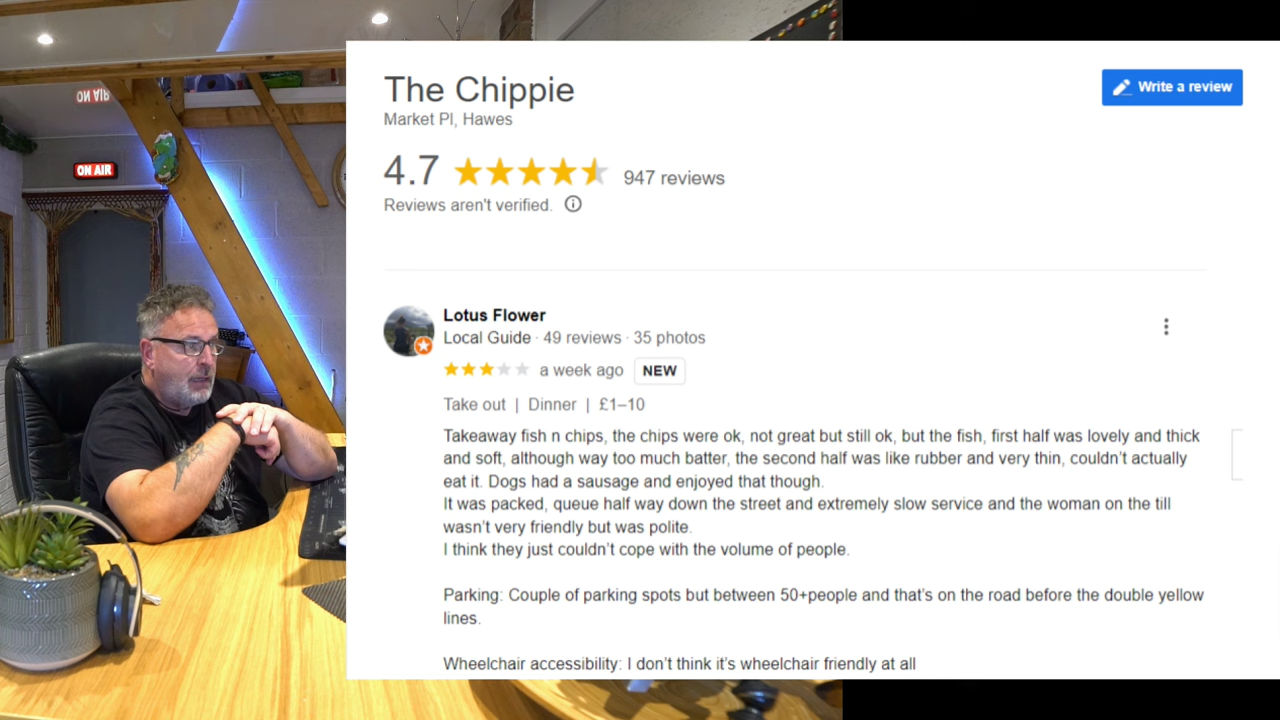 ON AIR
ON AIR
The Chippie
Write a review
Market Pl, Hawes
4.7
947 reviews
Reviews aren't verified.
Lotus Flower
Local Guide · 49 reviews · 35 photos
a week ago NEW
Take out | Dinner | £1–10
Takeaway fish n chips, the chips were ok, not great but still ok, but the fish, first half was lovely and thick
and soft, although way too much batter, the second half was like rubber and very thin, couldn't actually
eat it. Dogs had a sausage and enjoyed that though.
It was packed, queue half way down the street and extremely slow service and the woman on the till
wasn't very friendly but was polite.
I think they just couldn't cope with the volume of people.
Parking: Couple of parking spots but between 50+people and that's on the road before the double yellow
lines.
Wheelchair accessibility: I don't think it's wheelchair friendly at all